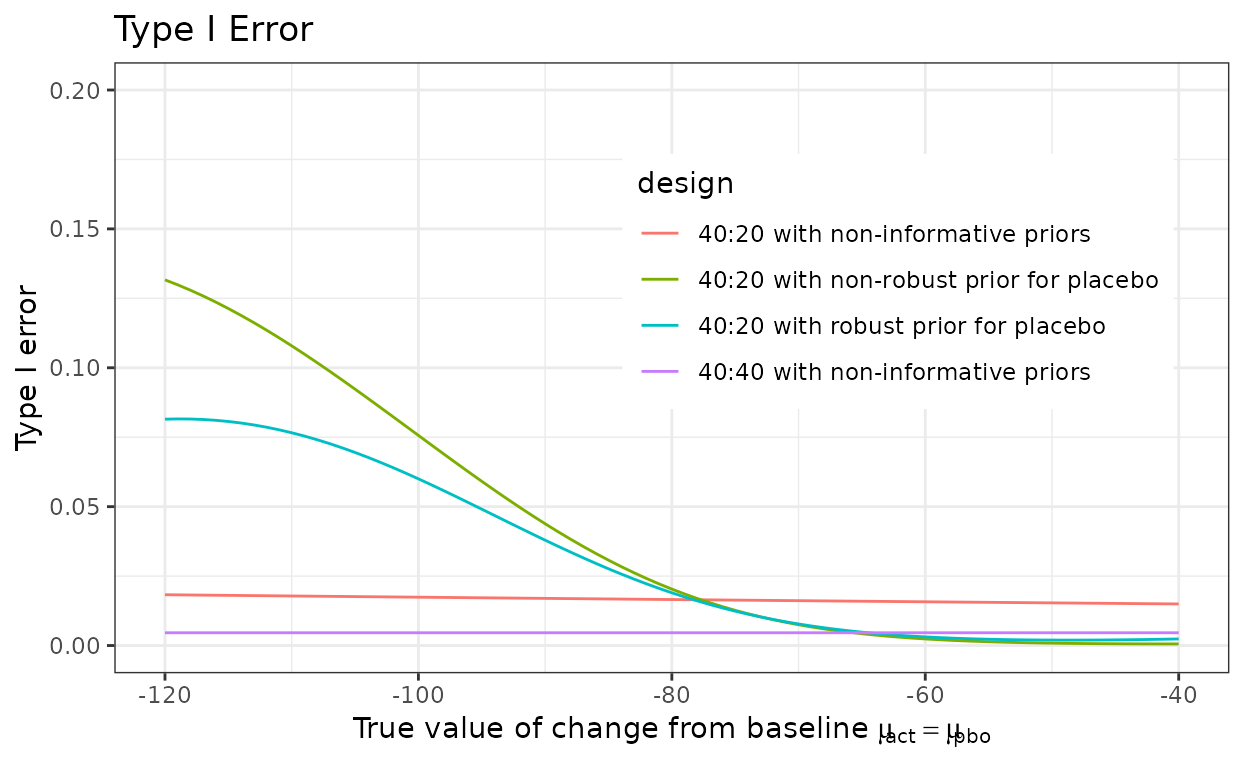 Type I Error
Type I error
0.20
0.15
0.10
0.05
0.00
design
40:20 with non-informative priors
40:20 with non-robust prior for placebo
40:20 with robust prior for placebo
40:40 with non-informative priors
-120 -100 -80 -60 -40
True value of change from baseline μ.act = μ.pbo